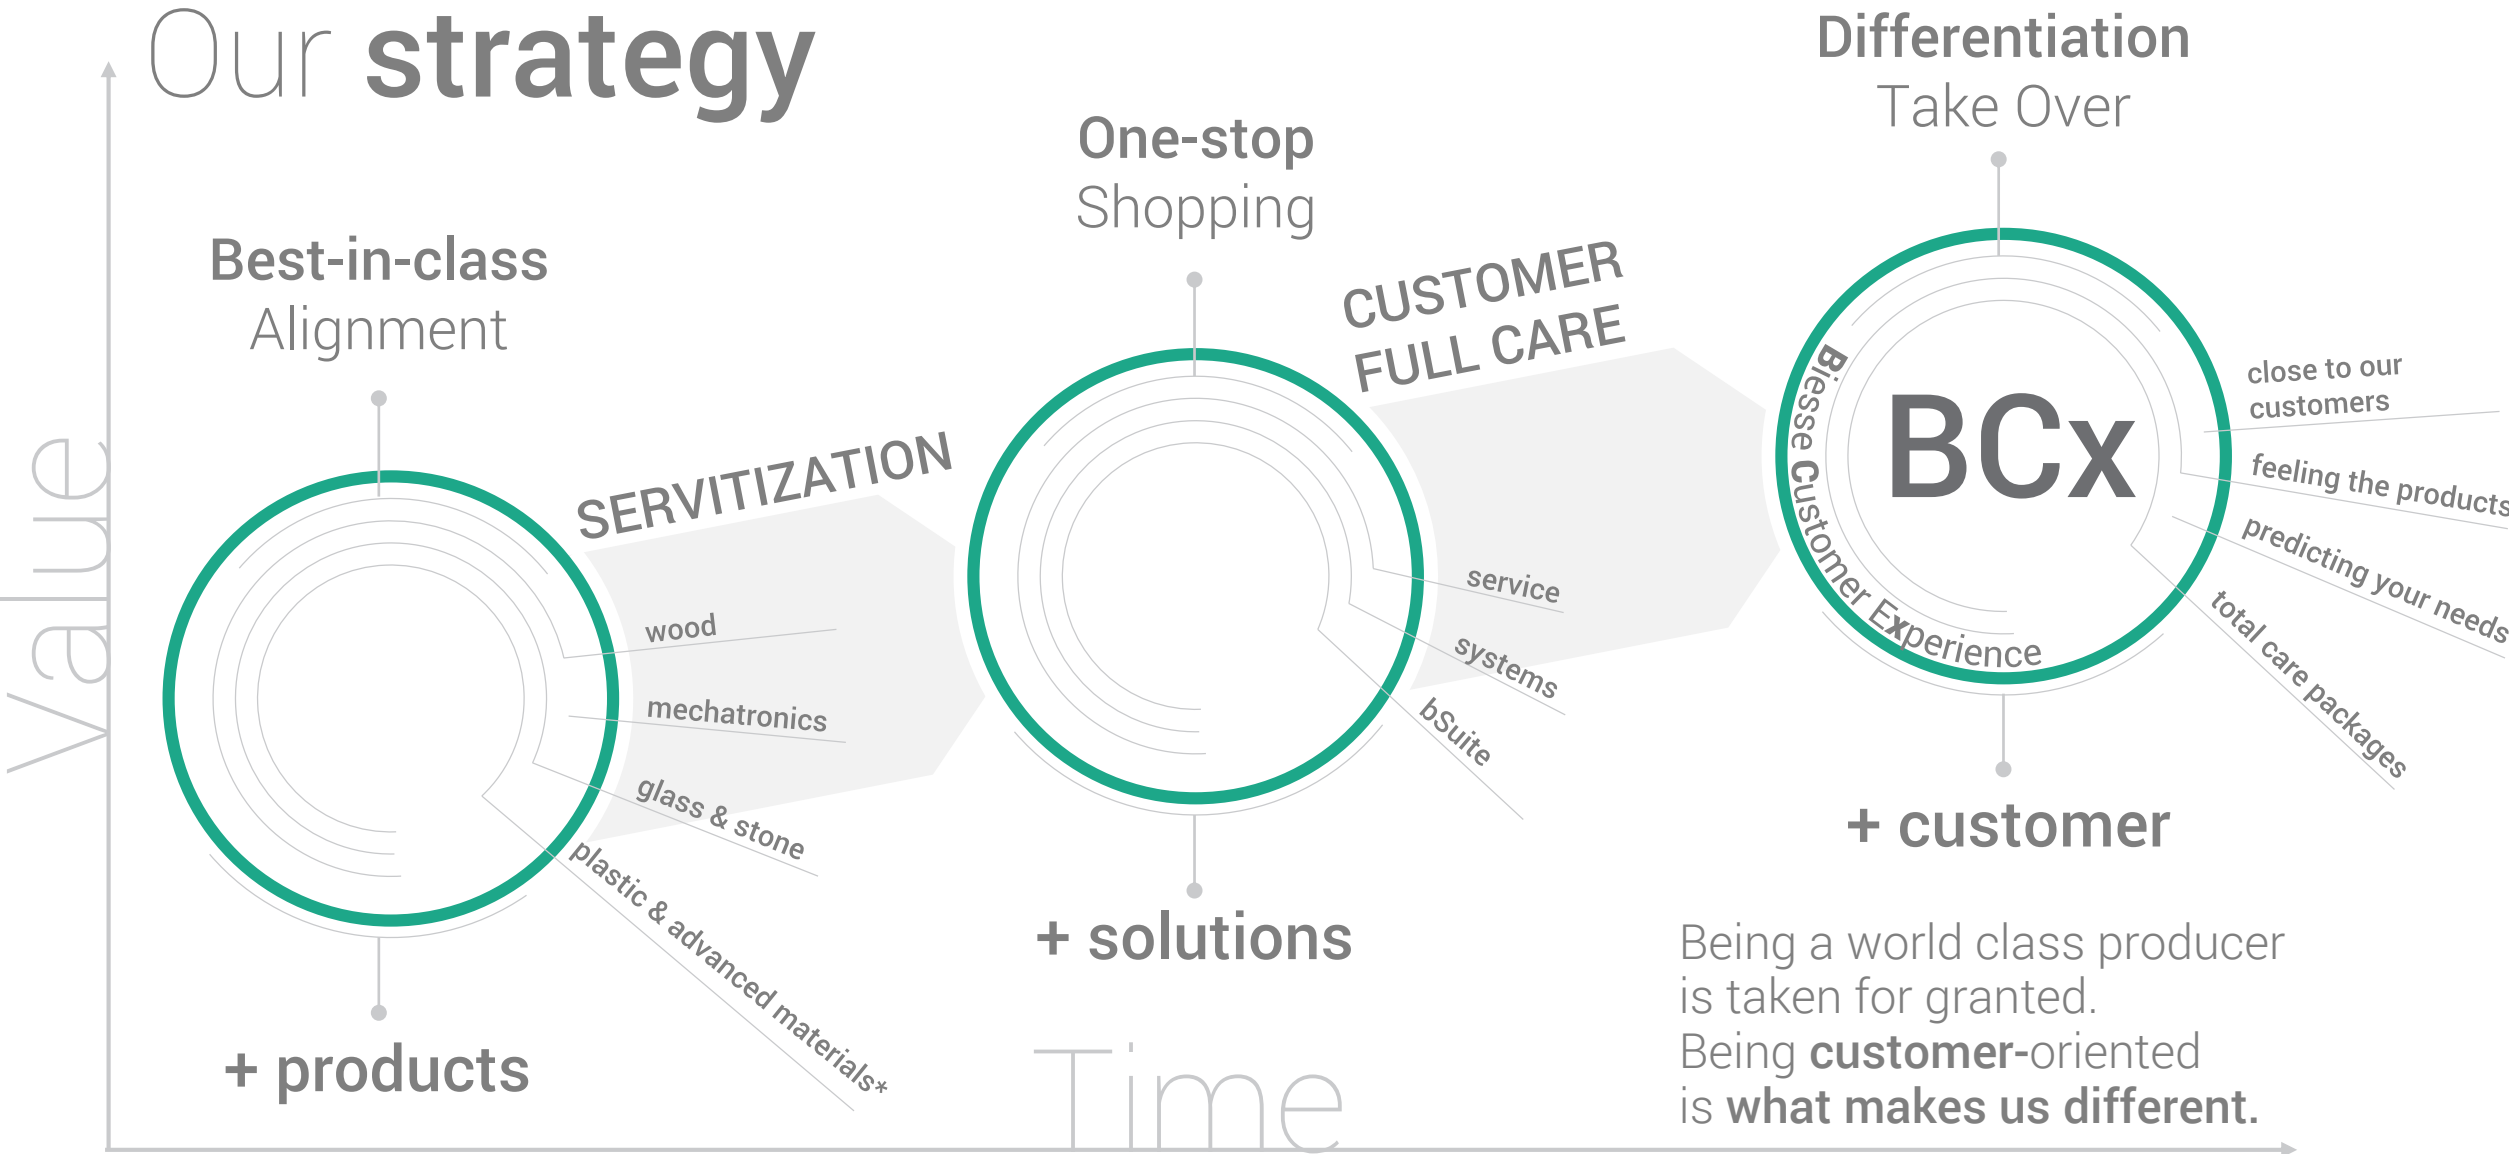 Our strategy
Value
Best-in-class
Alignment
+ products
wood
mechatronics
glass & stone
plastic & advanced materials*
SERVITIZATION
One-stop
Shopping
+ solutions
service
systems
bSuite
CUSTOMER
FULL CARE
Differentiation
Take Over
BCx
Biesse Customer Experience
close to our
customers
feeling the products
predicting your needs
total care packages
+ customer
Being a world class producer
is taken for granted.
Being customer-oriented
is what makes us different.
Time